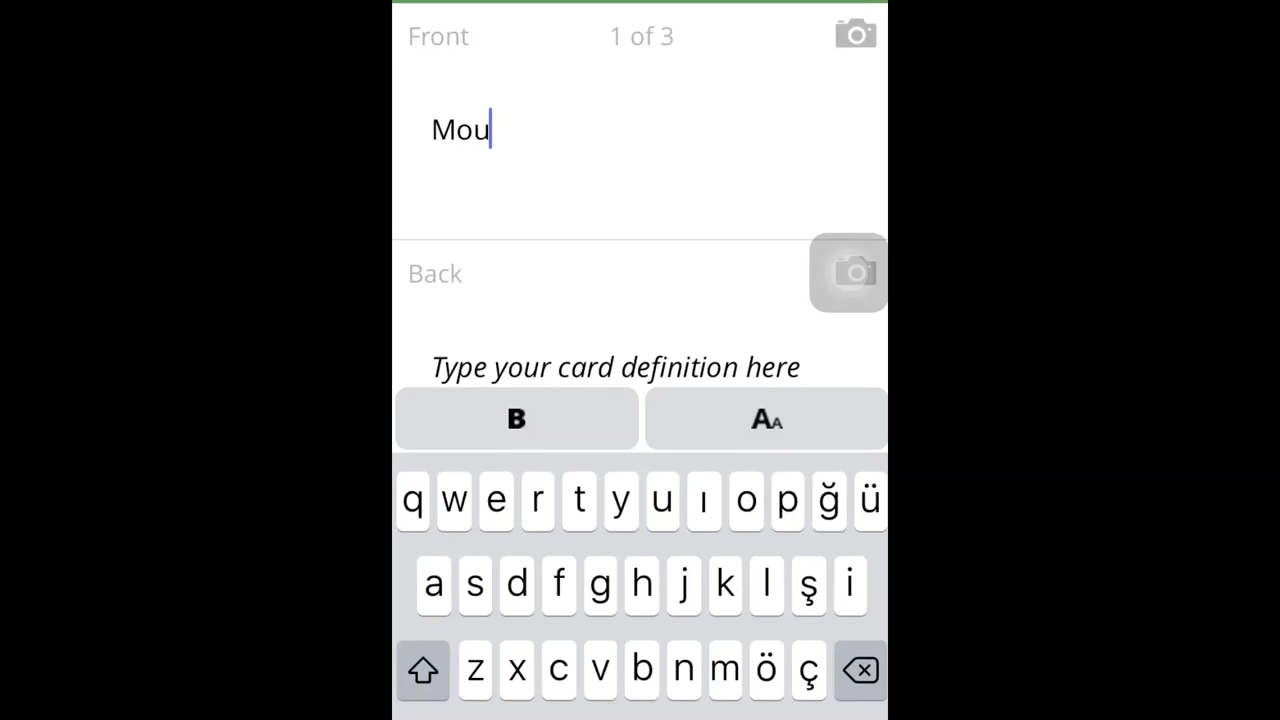 Front 1 of 3
Mou
Back
Type your card definition here
B AA
q w e r t y u ı o p ğ ü
a s d f g h j k l ş i
z x c v b n m ö ç